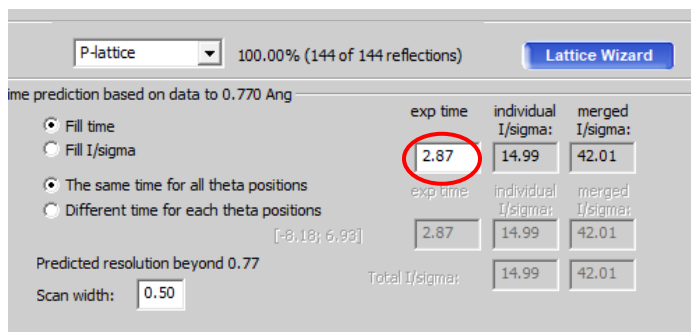 P-lattice 100.00% (144 of 144 reflections) Lattice Wizard
ime prediction based on data to 0.770 Ang
exp time individual I/sigma: merged I/sigma:
Fill time
Fill I/sigma
2.87 14.99 42.01
The same time for all theta positions
Different time for each theta positions
exp time individual I/sigma: merged I/sigma:
[-8.18; 6.93] 2.87 14.99 42.01
Predicted resolution beyond 0.77
Total I/sigma: 14.99 42.01
Scan width: 0.50